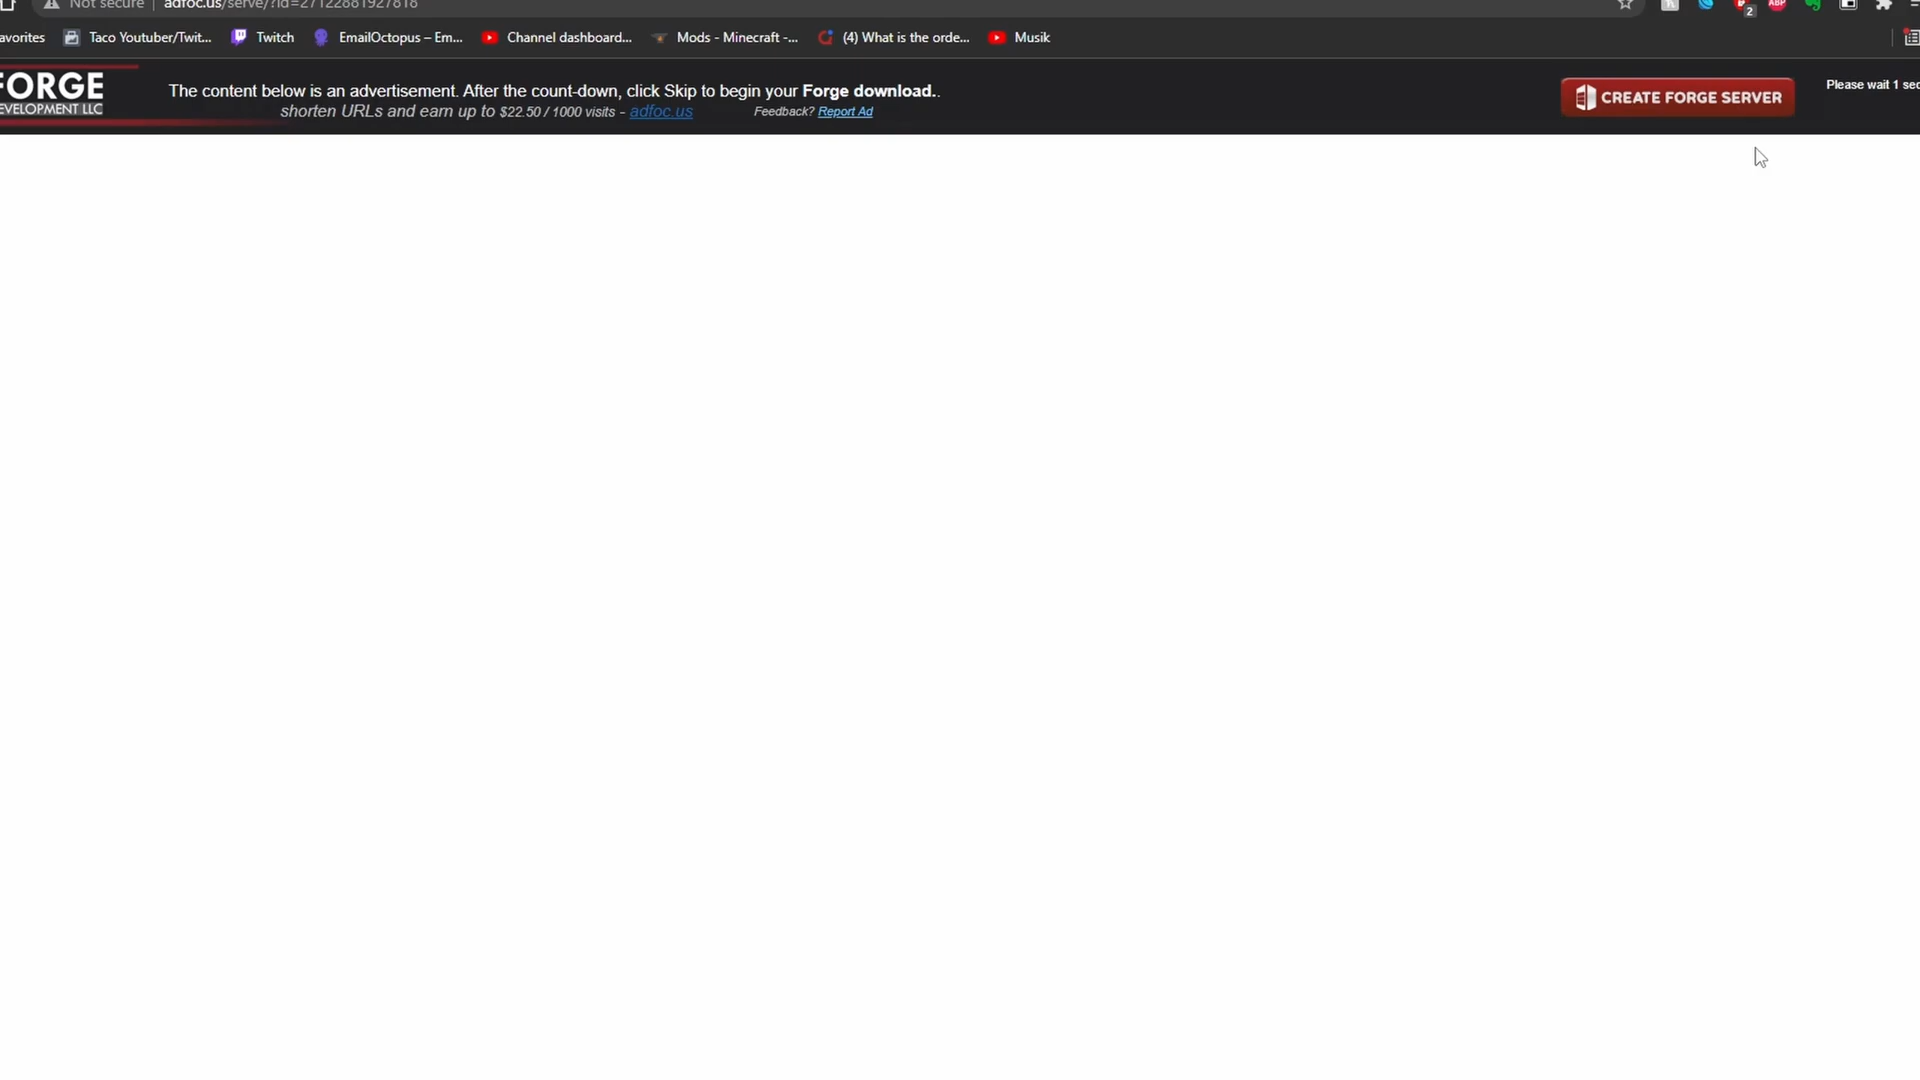 Not secure | adfoc.us/serve/?id=27122881927818
2
ABP
avorites Taco Youtuber/Twit... Twitch EmailOctopus – Em... Channel dashboard... Mods - Minecraft -... (4) What is the orde... Musik
FORGE
EVELOPMENT LLC
The content below is an advertisement. After the count-down, click Skip to begin your Forge download..
shorten URLs and earn up to $22.50 / 1000 visits - adfoc.us Feedback? Report Ad
CREATE FORGE SERVER
Please wait 1 sec